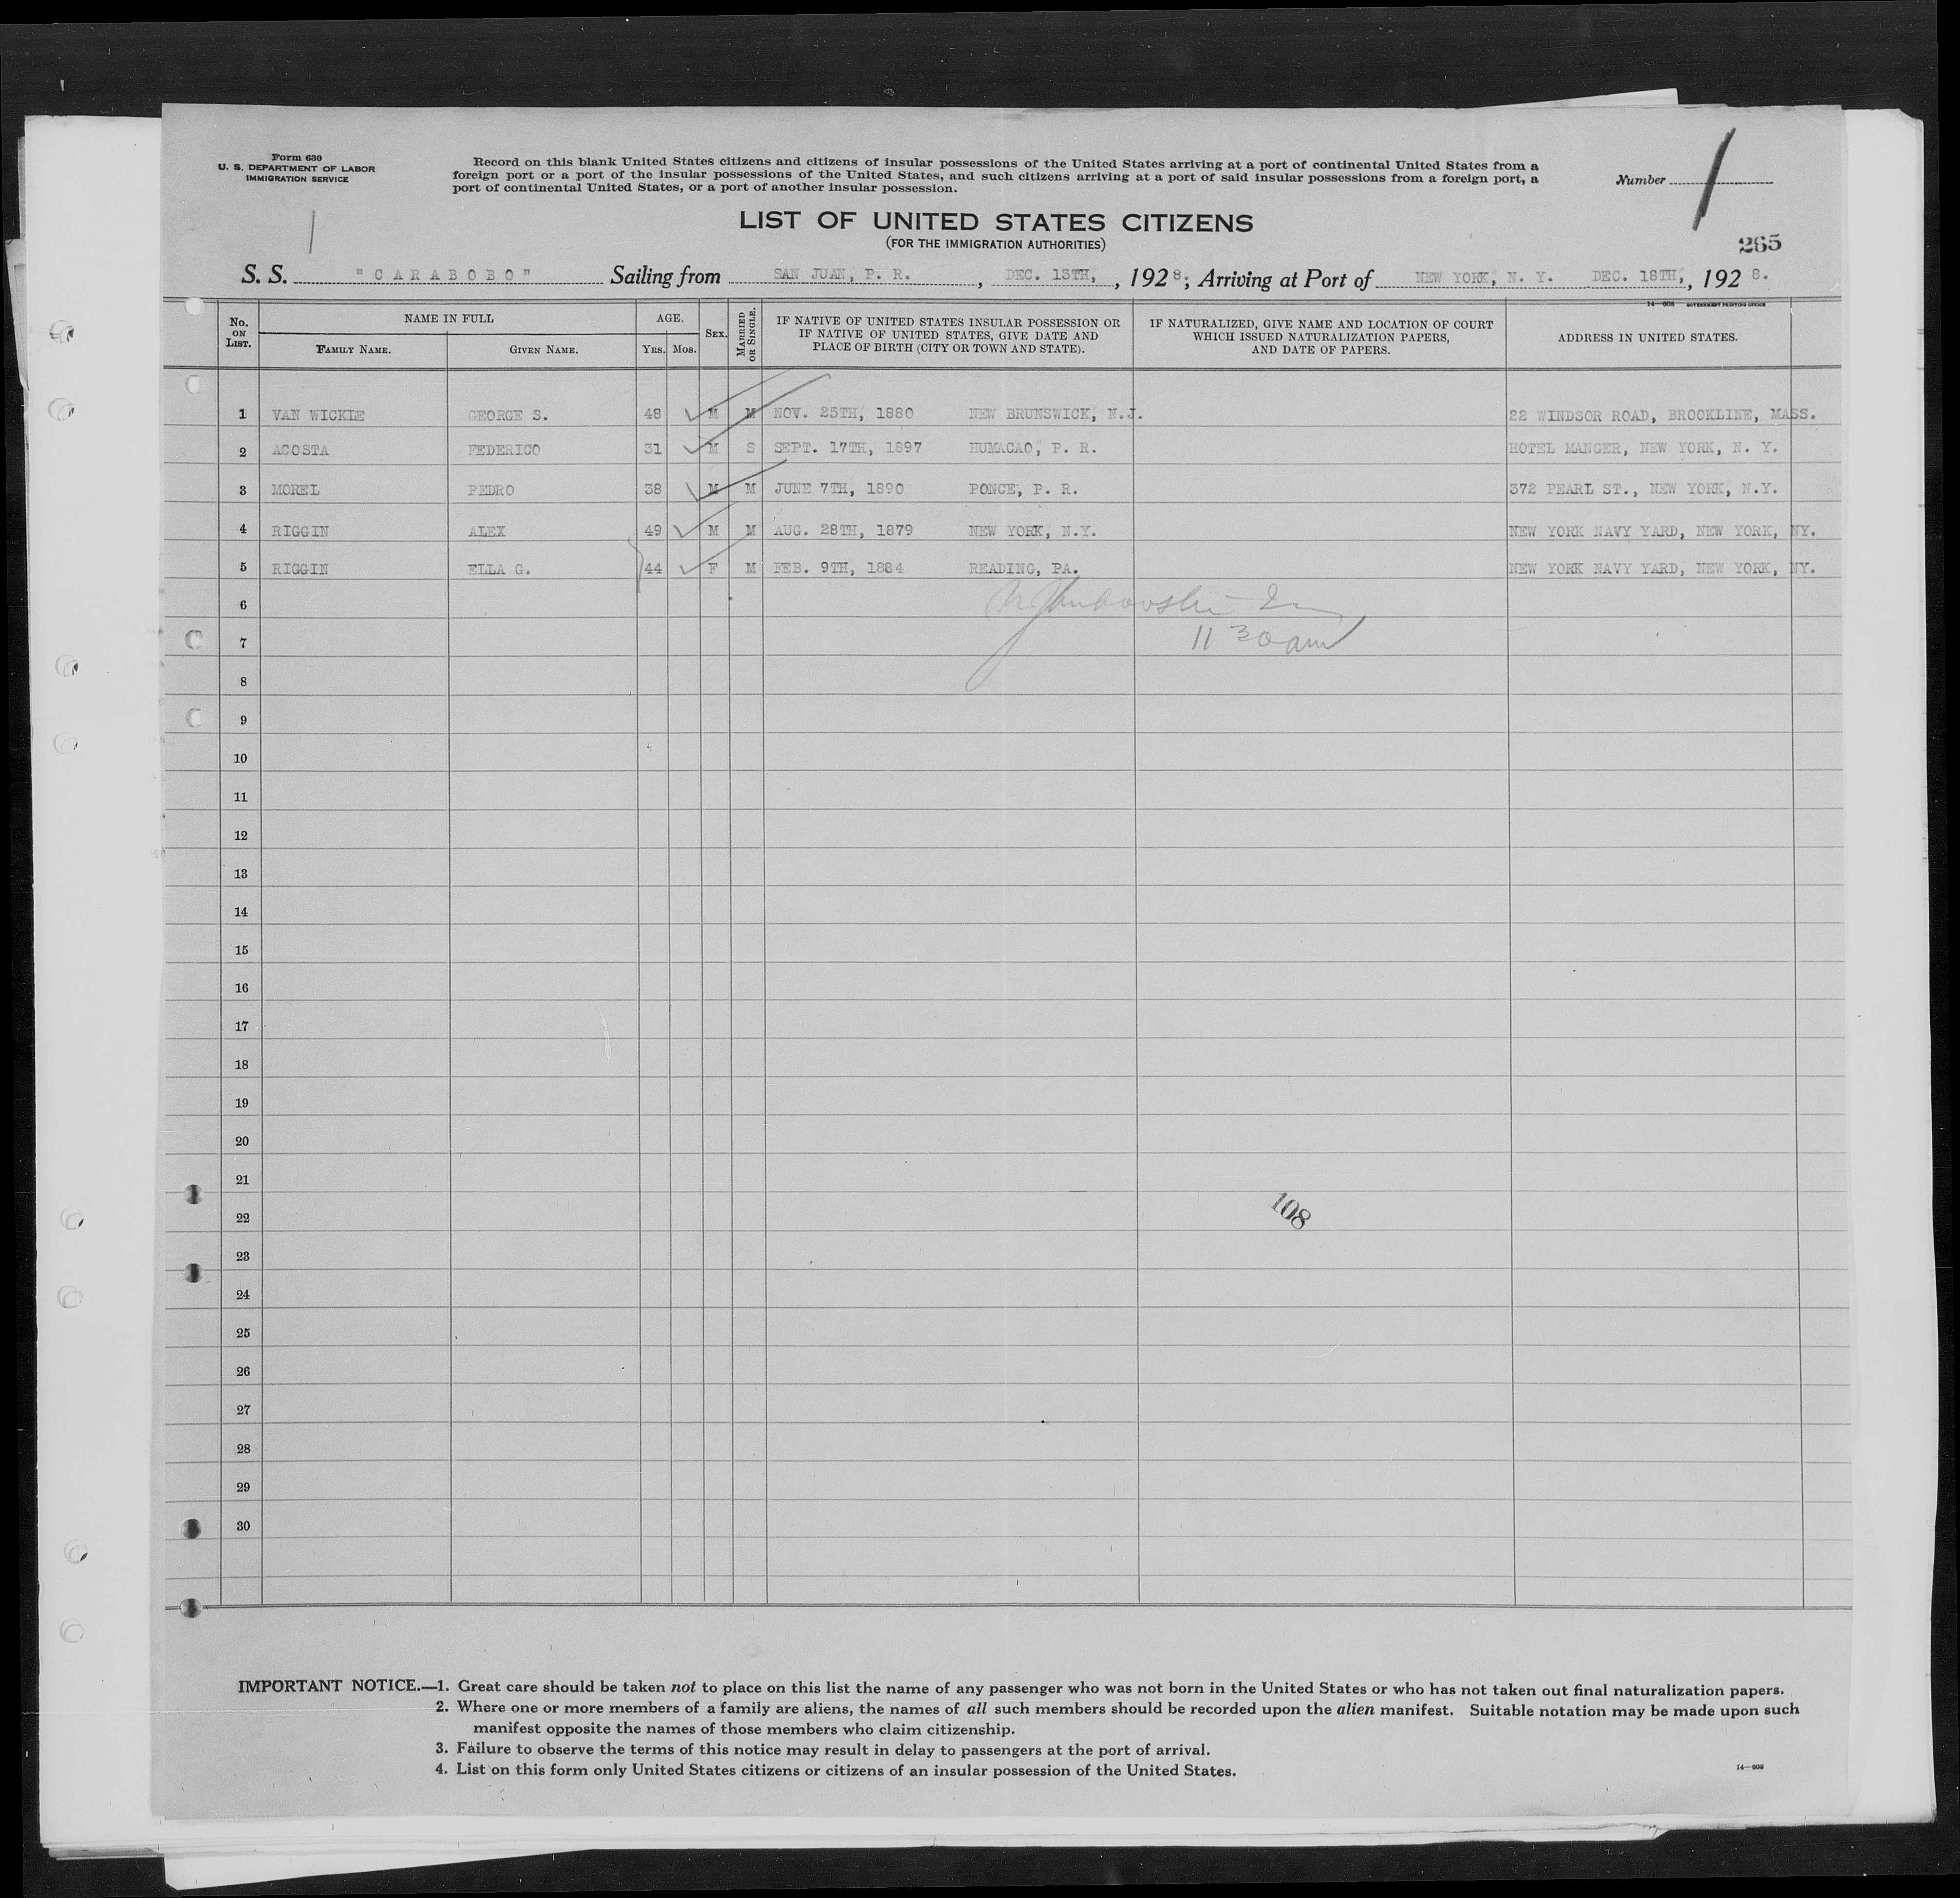 Form 630
U. S. DEPARTMENT OF LABOR
IMMIGRATION SERVICE
Record on this blank United States citizens and citizens of insular possessions of the United States arriving at a port of continental United States from a
foreign port or a port of the insular possessions of the United States, and such citizens arriving at a port of said insular possessions from a foreign port, a
port of continental United States, or a port of another insular possession.
Number 1
1
LIST OF UNITED STATES CITIZENS
(FOR THE IMMIGRATION AUTHORITIES)
265
S. S. "CARABOBO" Sailing from SAN JUAN, P. R., DEC. 13TH, , 1928; Arriving at Port of NEW YORK, N. Y. DEC. 18TH, , 1928.
14—608 GOVERNMENT PRINTING OFFICE
No. ON LIST. NAME IN FULL AGE. SEX. MARRIED OR SINGLE. IF NATIVE OF UNITED STATES INSULAR POSSESSION OR IF NATIVE OF UNITED STATES, GIVE DATE AND PLACE OF BIRTH (CITY OR TOWN AND STATE). IF NATURALIZED, GIVE NAME AND LOCATION OF COURT WHICH ISSUED NATURALIZATION PAPERS, AND DATE OF PAPERS. ADDRESS IN UNITED STATES.
FAMILY NAME. GIVEN NAME. YRS. MOS.
1 VAN WICKLE GEORGE S. 48 M M NOV. 25TH, 1880 NEW BRUNSWICK, N.J. 22 WINDSOR ROAD, BROOKLINE, MASS.
2 ACOSTA FEDERICO 31 M S SEPT. 17TH, 1897 HUMACAO, P. R. HOTEL MANGER, NEW YORK, N. Y.
3 MOREL PEDRO 38 M M JUNE 7TH, 1890 PONCE, P. R. 372 PEARL ST., NEW YORK, N.Y.
4 RIGGIN ALEX 49 M M AUG. 28TH, 1879 NEW YORK, N.Y. NEW YORK NAVY YARD, NEW YORK, NY.
5 RIGGIN ELLA G. 44 F M FEB. 9TH, 1884 READING, PA. NEW YORK NAVY YARD, NEW YORK, NY.
6
7 11 30 am
8
9
10
11
12
13
14
15
16
17
18
19
20
21
22 108
23
24
25
26
27
28
29
30
IMPORTANT NOTICE.—1. Great care should be taken not to place on this list the name of any passenger who was not born in the United States or who has not taken out final naturalization papers.
2. Where one or more members of a family are aliens, the names of all such members should be recorded upon the alien manifest. Suitable notation may be made upon such
manifest opposite the names of those members who claim citizenship.
3. Failure to observe the terms of this notice may result in delay to passengers at the port of arrival.
4. List on this form only United States citizens or citizens of an insular possession of the United States.
14—608